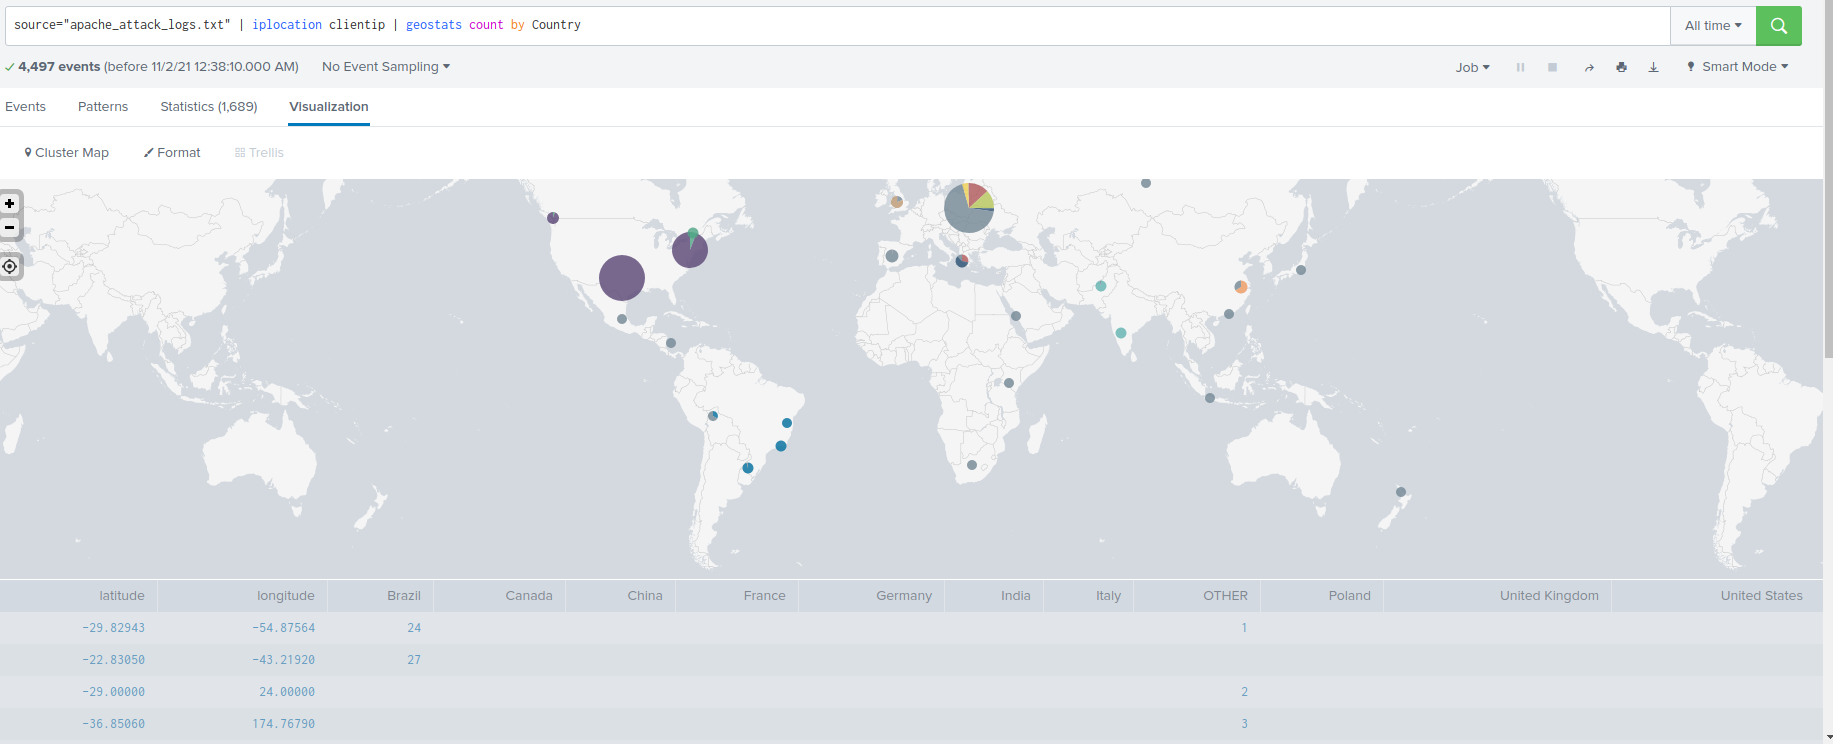 source="apache_attack_logs.txt" | iplocation clientip | geostats count by Country
All time
4,497 events (before 11/2/21 12:38:10.000 AM)
No Event Sampling
Job
Smart Mode
Events
Patterns
Statistics (1,689)
Visualization
Cluster Map
Format
Trellis
+
−
latitude longitude Brazil Canada China France Germany India Italy OTHER Poland United Kingdom United States
-29.82943 -54.87564 24 1
-22.83050 -43.21920 27
-29.00000 24.00000 2
-36.85060 174.76790 3